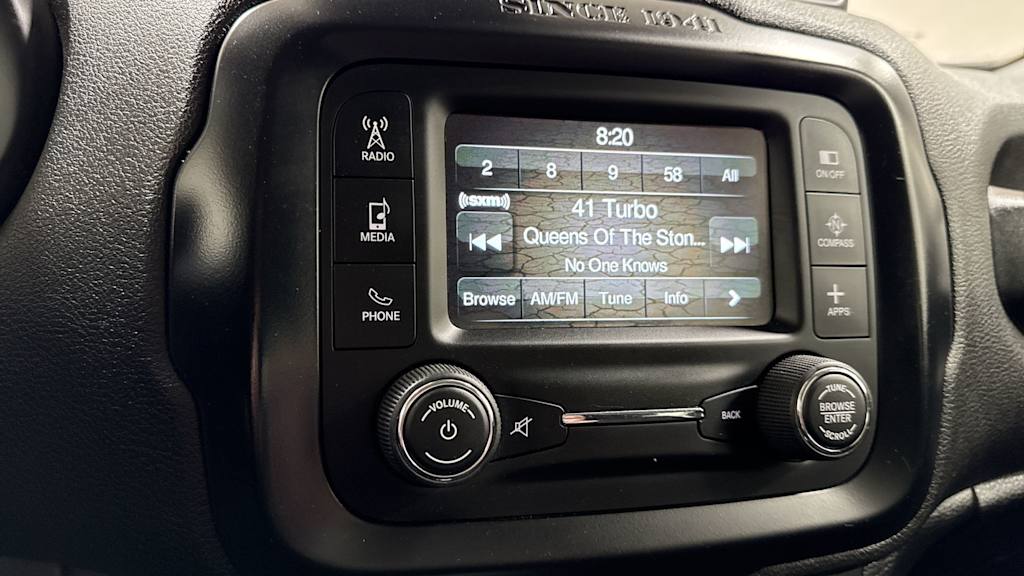 SINCE 1941
8:20
RADIO
2 8 9 58 All
ON/OFF
((sxm))
41 Turbo
MEDIA
Queens Of The Ston...
COMPASS
No One Knows
PHONE
Browse AM/FM Tune Info
APPS
VOLUME
BACK
TUNE
BROWSE
ENTER
SCROLL